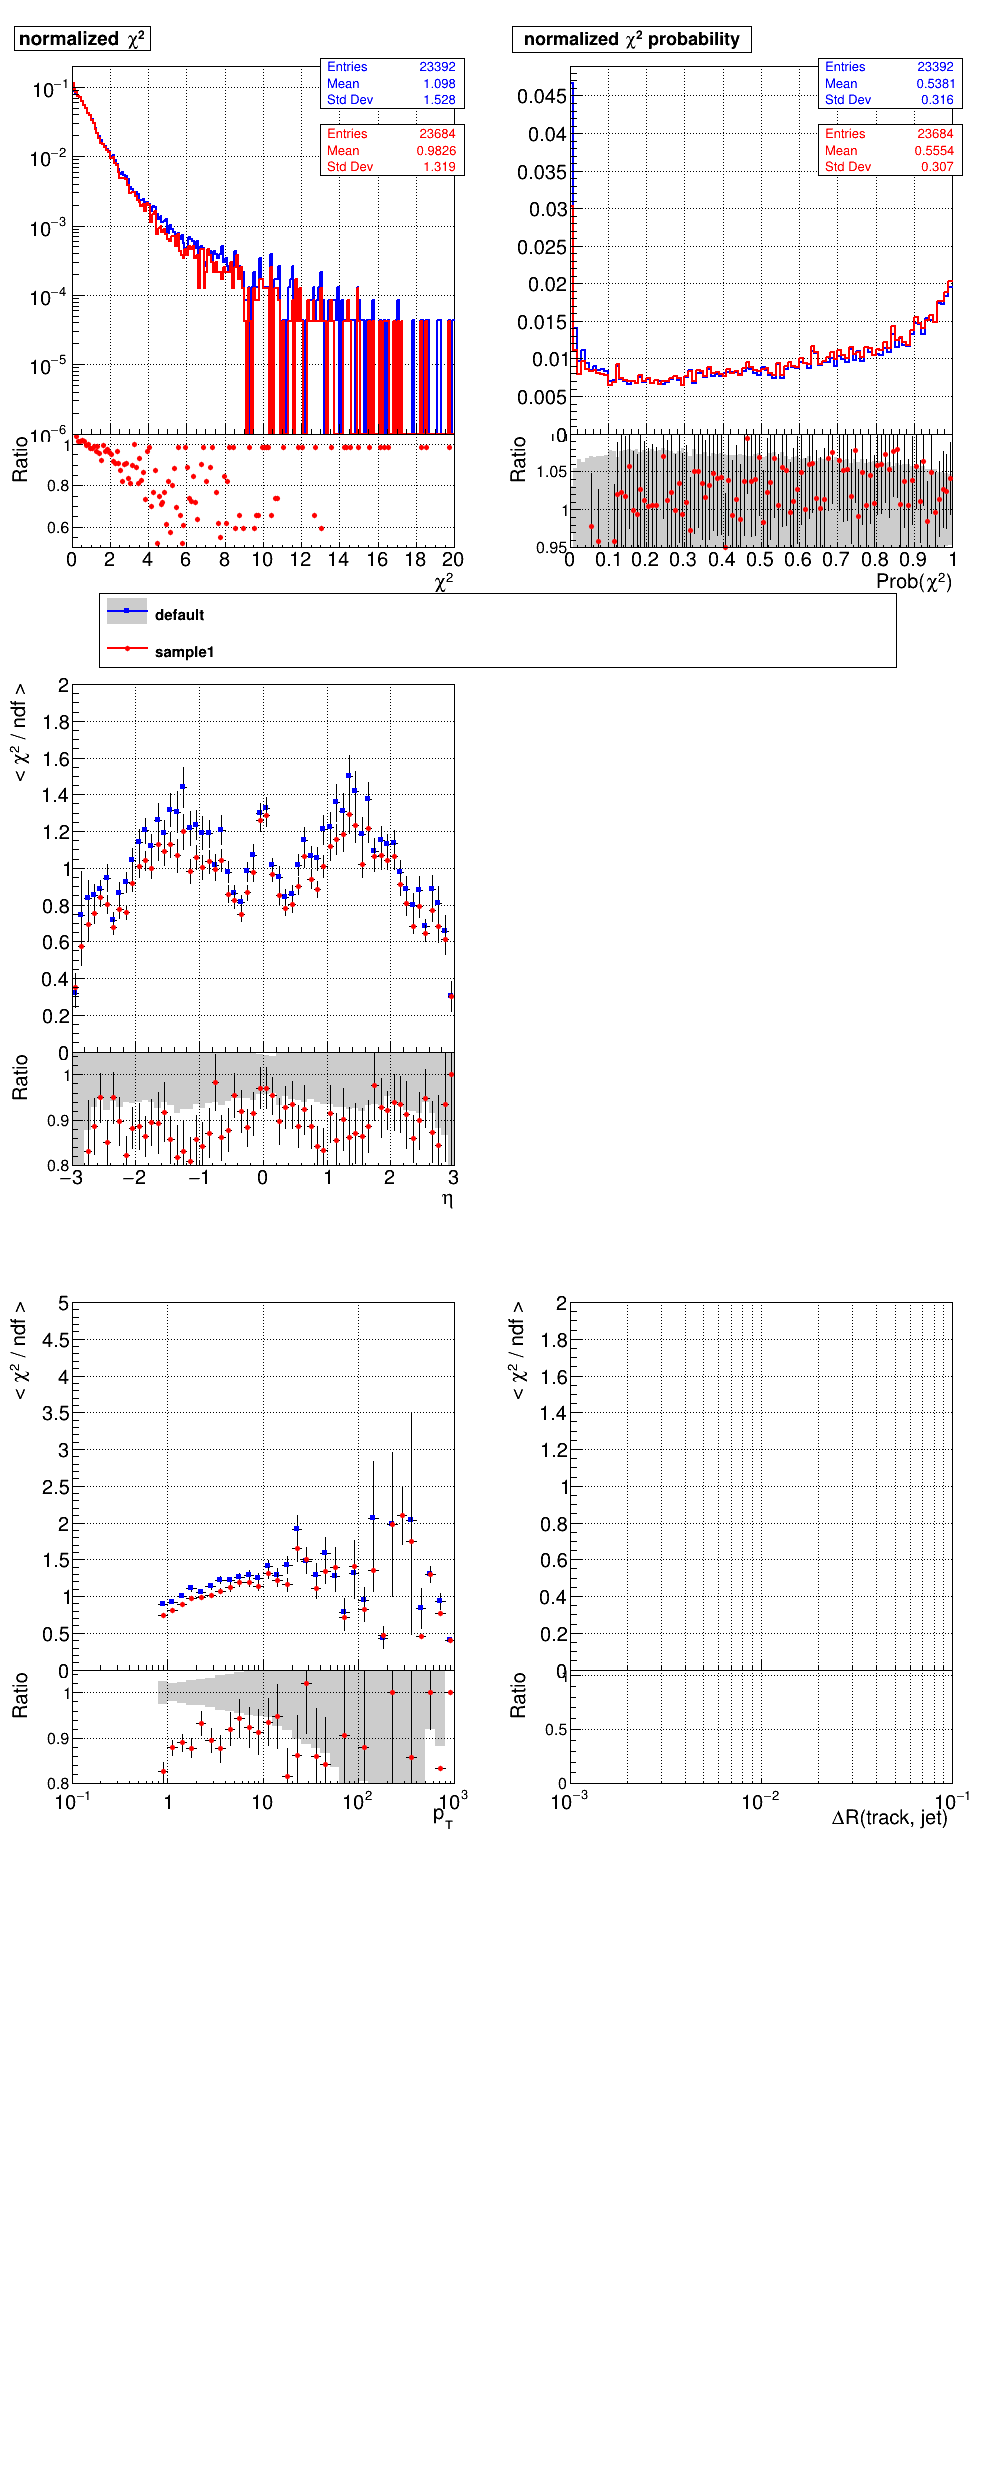 normalized χ²
Entries 23392
Mean 1.098
Std Dev 1.528
Entries 23684
Mean 0.9826
Std Dev 1.319
10⁻¹
10⁻²
10⁻³
10⁻⁴
10⁻⁵
10⁻⁶
Ratio
1
0.8
0.6
0 2 4 6 8 10 12 14 16 18 20
χ²
normalized χ² probability
Entries 23392
Mean 0.5381
Std Dev 0.316
Entries 23684
Mean 0.5554
Std Dev 0.307
0.045
0.04
0.035
0.03
0.025
0.02
0.015
0.01
0.005
0
Ratio
1.05
1
0.95
0 0.1 0.2 0.3 0.4 0.5 0.6 0.7 0.8 0.9 1
Prob(χ²)
default
sample1
< χ² / ndf >
2
1.8
1.6
1.4
1.2
1
0.8
0.6
0.4
0.2
0
Ratio
1
0.9
0.8
−3 −2 −1 0 1 2 3
η
< χ² / ndf >
5
4.5
4
3.5
3
2.5
2
1.5
1
0.5
0
Ratio
1
0.9
0.8
10⁻¹ 1 10 10² 10³
p_T
< χ² / ndf >
2
1.8
1.6
1.4
1.2
1
0.8
0.6
0.4
0.2
0
Ratio
1
0.5
0
10⁻³ 10⁻² 10⁻¹
ΔR(track, jet)